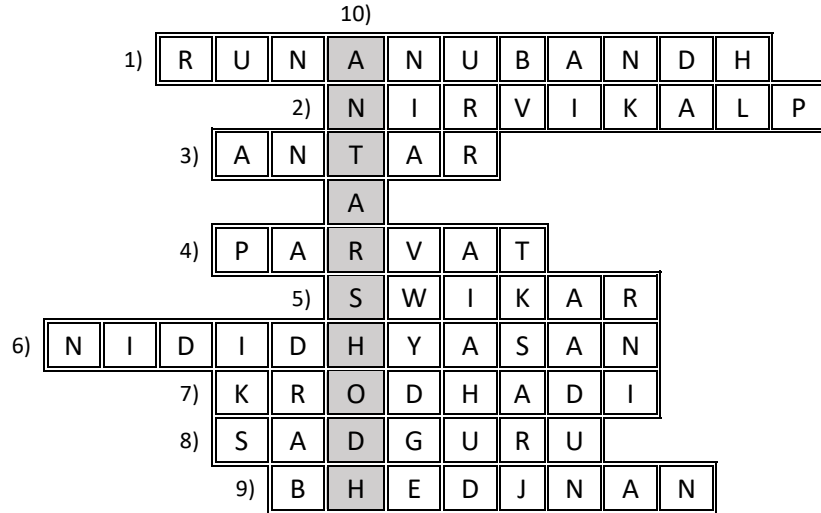 10)
1) R U N A N U B A N D H
2) N I R V I K A L P
3) A N T A R
A
4) P A R V A T
5) S W I K A R
6) N I D I D H Y A S A N
7) K R O D H A D I
8) S A D G U R U
9) B H E D J N A N